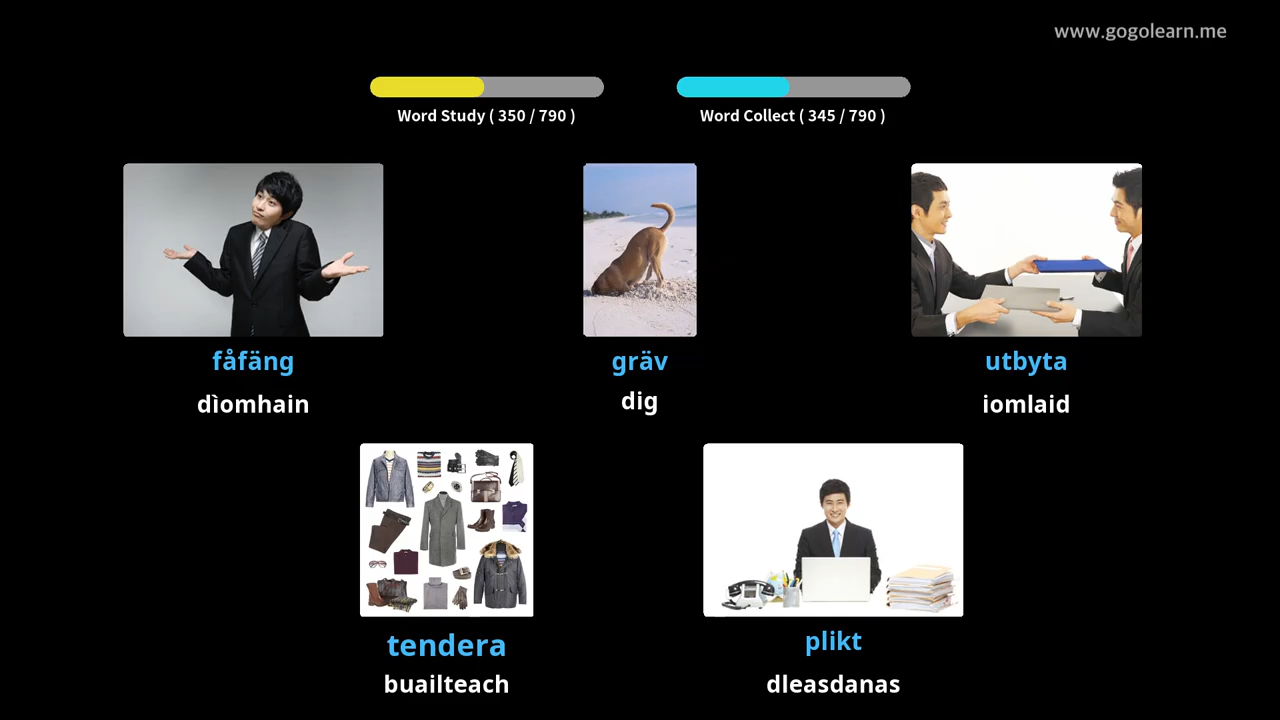 www.gogolearn.me
Word Study ( 350 / 790 )
Word Collect ( 345 / 790 )
fåfäng
dìomhain
gräv
dig
utbyta
iomlaid
tendera
buailteach
plikt
dleasdanas